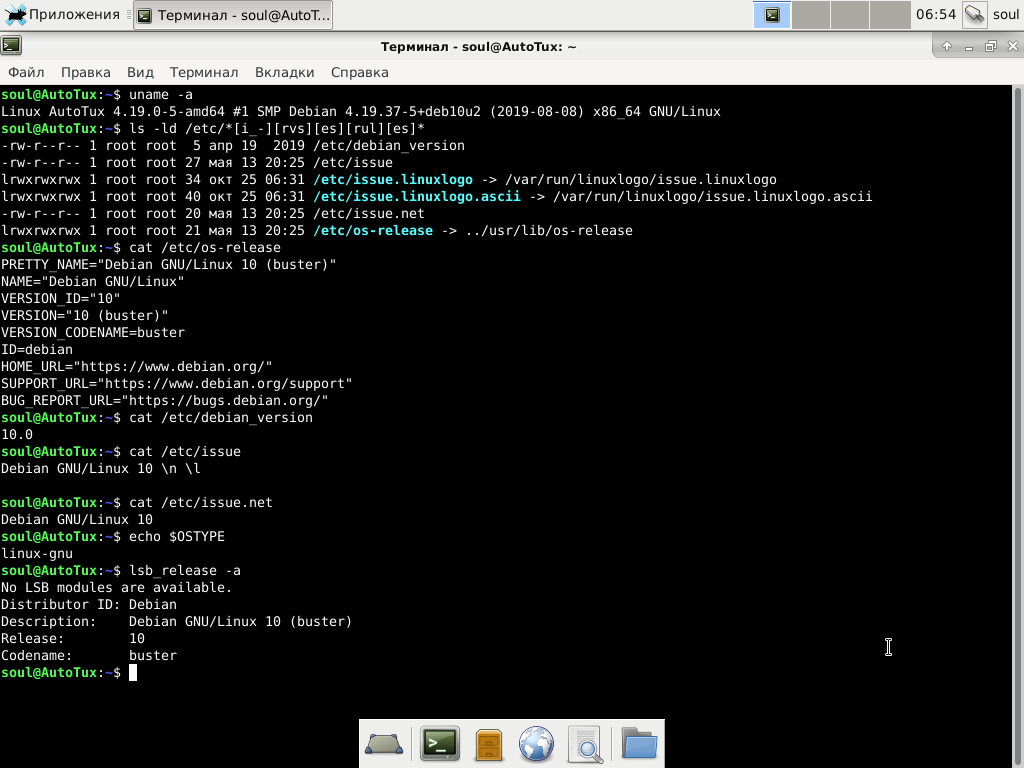 Приложения
Терминал - soul@AutoT...
06:54
soul
Терминал - soul@AutoTux: ~
Файл Правка Вид Терминал Вкладки Справка
soul@AutoTux:~$ uname -a
Linux AutoTux 4.19.0-5-amd64 #1 SMP Debian 4.19.37-5+deb10u2 (2019-08-08) x86_64 GNU/Linux
soul@AutoTux:~$ ls -ld /etc/*[i_-][rvs][es][rul][es]*
-rw-r--r-- 1 root root  5 апр 19  2019 /etc/debian_version
-rw-r--r-- 1 root root 27 мая 13 20:25 /etc/issue
lrwxrwxrwx 1 root root 34 окт 25 06:31 /etc/issue.linuxlogo -> /var/run/linuxlogo/issue.linuxlogo
lrwxrwxrwx 1 root root 40 окт 25 06:31 /etc/issue.linuxlogo.ascii -> /var/run/linuxlogo/issue.linuxlogo.ascii
-rw-r--r-- 1 root root 20 мая 13 20:25 /etc/issue.net
lrwxrwxrwx 1 root root 21 мая 13 20:25 /etc/os-release -> ../usr/lib/os-release
soul@AutoTux:~$ cat /etc/os-release
PRETTY_NAME="Debian GNU/Linux 10 (buster)"
NAME="Debian GNU/Linux"
VERSION_ID="10"
VERSION="10 (buster)"
VERSION_CODENAME=buster
ID=debian
HOME_URL="https://www.debian.org/"
SUPPORT_URL="https://www.debian.org/support"
BUG_REPORT_URL="https://bugs.debian.org/"
soul@AutoTux:~$ cat /etc/debian_version
10.0
soul@AutoTux:~$ cat /etc/issue
Debian GNU/Linux 10 \n \l

soul@AutoTux:~$ cat /etc/issue.net
Debian GNU/Linux 10
soul@AutoTux:~$ echo $OSTYPE
linux-gnu
soul@AutoTux:~$ lsb_release -a
No LSB modules are available.
Distributor ID: Debian
Description:    Debian GNU/Linux 10 (buster)
Release:        10
Codename:       buster
soul@AutoTux:~$